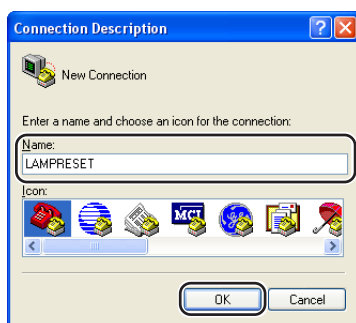 Connection Description
New Connection
Enter a name and choose an icon for the connection:
Name:
LAMPRESET
Icon:
MCI
OK
Cancel